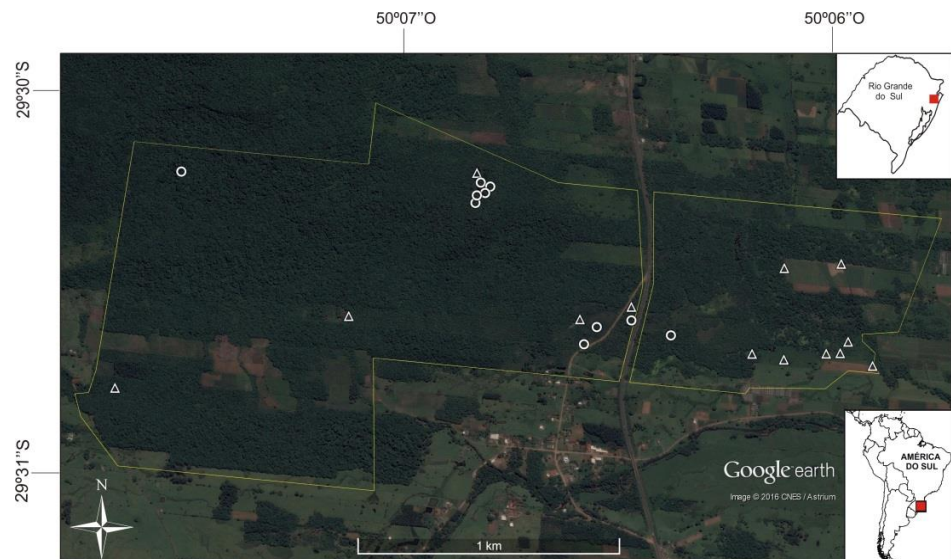 50º07’’O
50º06’’O
29º30’’S
Rio Grande
do Sul
29º31’’S
AMÉRICA
DO SUL
Google earth
Image © 2016 CNES / Astrium
N
1 km